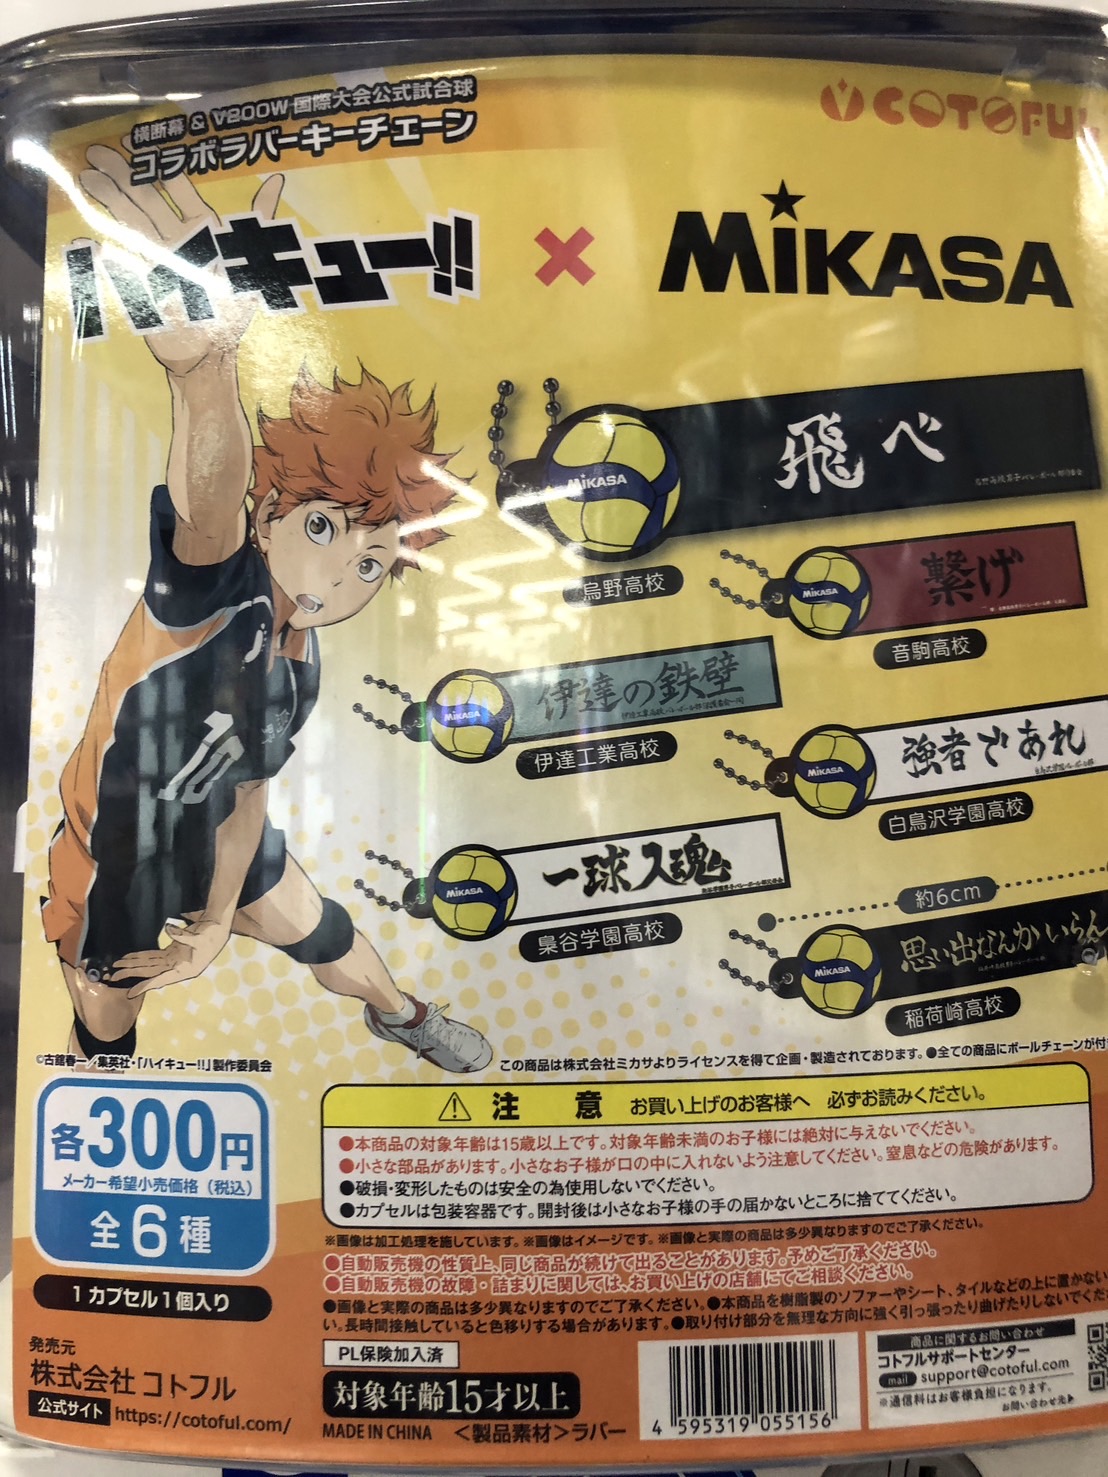 横断幕 & V200W 国際大会公式試合球
コラボラバーキーチェーン
COTOFUL
ハイキュー!!
×
MIKASA
飛べ
MIKASA
烏野高校
繋げ
MIKASA
音駒高校
伊達の鉄壁
MIKASA
伊達工業高校
強者であれ
MIKASA
白鳥沢学園高校
一球入魂
MIKASA
梟谷学園高校
約6cm
思い出なんかいらん
MIKASA
稲荷崎高校
10
©古舘春一/集英社・「ハイキュー!!」製作委員会
この商品は株式会社ミカサよりライセンスを得て企画・製造されております。●全ての商品にボールチェーンが付
各300円
メーカー希望小売価格(税込)
全6種
1カプセル1個入り
発売元
株式会社コトフル
公式サイト https://cotoful.com/
⚠注 意 お買い上げのお客様へ 必ずお読みください。
●本商品の対象年齢は15歳以上です。対象年齢未満のお子様には絶対に与えないでください。
●小さな部品があります。小さなお子様が口の中に入れないよう注意してください。窒息などの危険があります。
●破損・変形したものは安全の為使用しないでください。
●カプセルは包装容器です。開封後は小さなお子様の手の届かないところに捨ててください。
※画像は加工処理を施しています。※画像はイメージです。※画像と実際の商品は多少異なりますのでご了承ください。
●自動販売機の性質上、同じ商品が続けて出ることがあります。予めご了承ください。
●自動販売機の故障・詰まりに関しては、お買い上げの店舗にてご相談ください。
●画像と実際の商品は多少異なりますのでご了承ください。●本商品を樹脂製のソファーやシート、タイルなどの上に置かない
い。長時間接触していると色移りする場合があります。●取り付け部分を無理な方向に強く引っ張ったり曲げたりしないでくだ
PL保険加入済
対象年齢15才以上
MADE IN CHINA <製品素材>ラバー
4 595319 055156
商品に関するお問い合わせ
コトフルサポートセンター
mail support@cotoful.com
※通信料はお客様負担になります。
お問い合わせ先▶